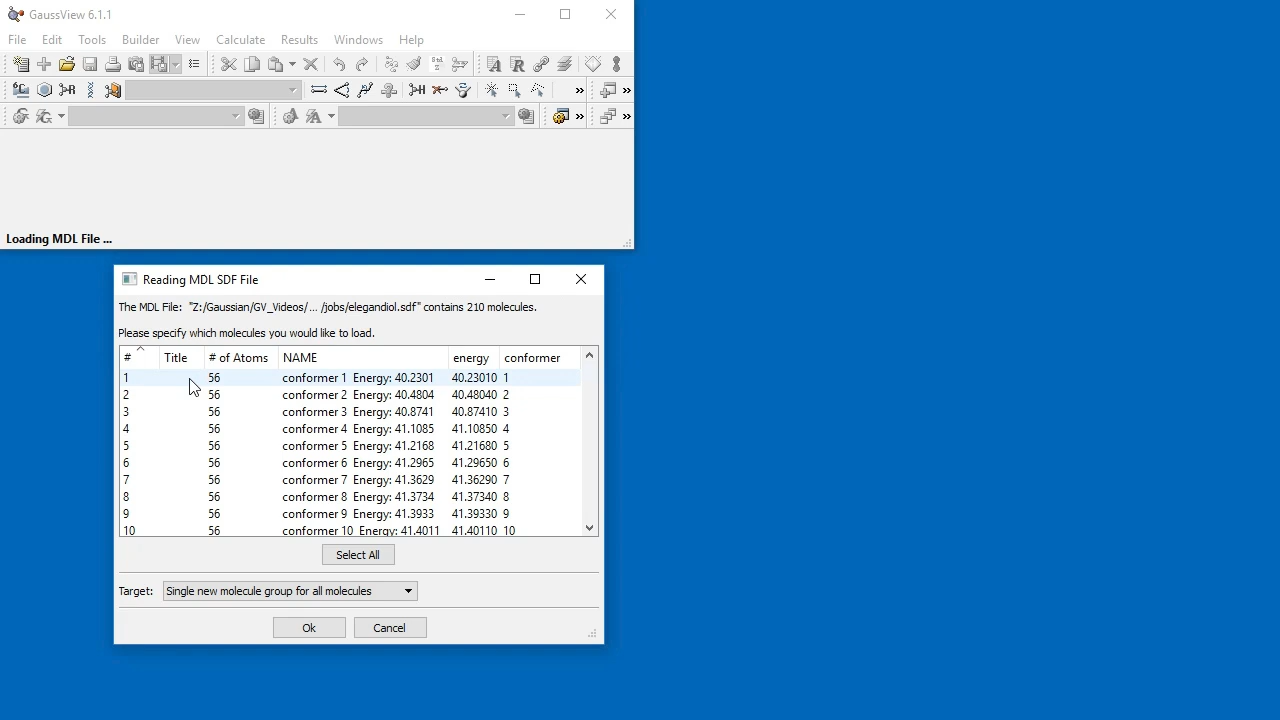 GaussView 6.1.1
File Edit Tools Builder View Calculate Results Windows Help
Loading MDL File ...
Reading MDL SDF File
The MDL File: "Z:/Gaussian/GV_Videos/... /jobs/elegandiol.sdf" contains 210 molecules.
Please specify which molecules you would like to load.
# Title # of Atoms NAME energy conformer
1 56 conformer 1 Energy: 40.2301 40.23010 1
2 56 conformer 2 Energy: 40.4804 40.48040 2
3 56 conformer 3 Energy: 40.8741 40.87410 3
4 56 conformer 4 Energy: 41.1085 41.10850 4
5 56 conformer 5 Energy: 41.2168 41.21680 5
6 56 conformer 6 Energy: 41.2965 41.29650 6
7 56 conformer 7 Energy: 41.3629 41.36290 7
8 56 conformer 8 Energy: 41.3734 41.37340 8
9 56 conformer 9 Energy: 41.3933 41.39330 9
10 56 conformer 10 Energy: 41.4011 41.40110 10
Select All
Target: Single new molecule group for all molecules
Ok Cancel